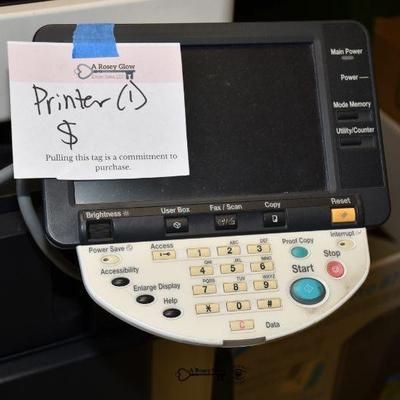 A Rosey Glow
Printer (1)
$
Pulling this tag is a commitment to
purchase.
Main Power
Power
Mode Memory
Utility/Counter
Brightness
User Box
Fax / Scan
Copy
Reset
Power Save
Access
Proof Copy
Interrupt
Accessibility
ABC DEF
1 2 3
GHI JKL MNO
4 5 6
PQRS TUV WXYZ
7 8 9
* 0 #
Start
Stop
Enlarge Display
Help
C
Data
A Rosey Glow